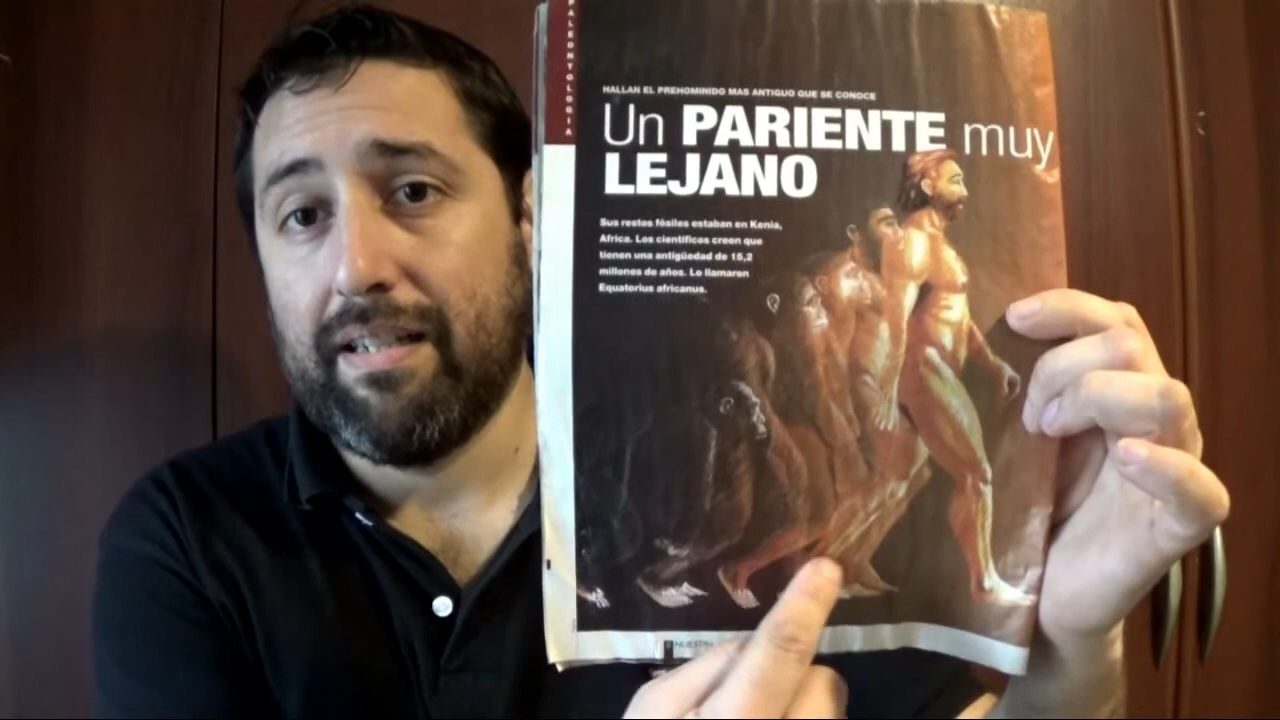 PALEONTOLOGIA
HALLAN EL PREHOMINIDO MAS ANTIGUO QUE SE CONOCE
Un PARIENTE muy
LEJANO
Sus restos fósiles estaban en Kenia,
Africa. Los científicos creen que
tienen una antigüedad de 15,2
millones de años. Lo llamaron
Equatorius africanus.